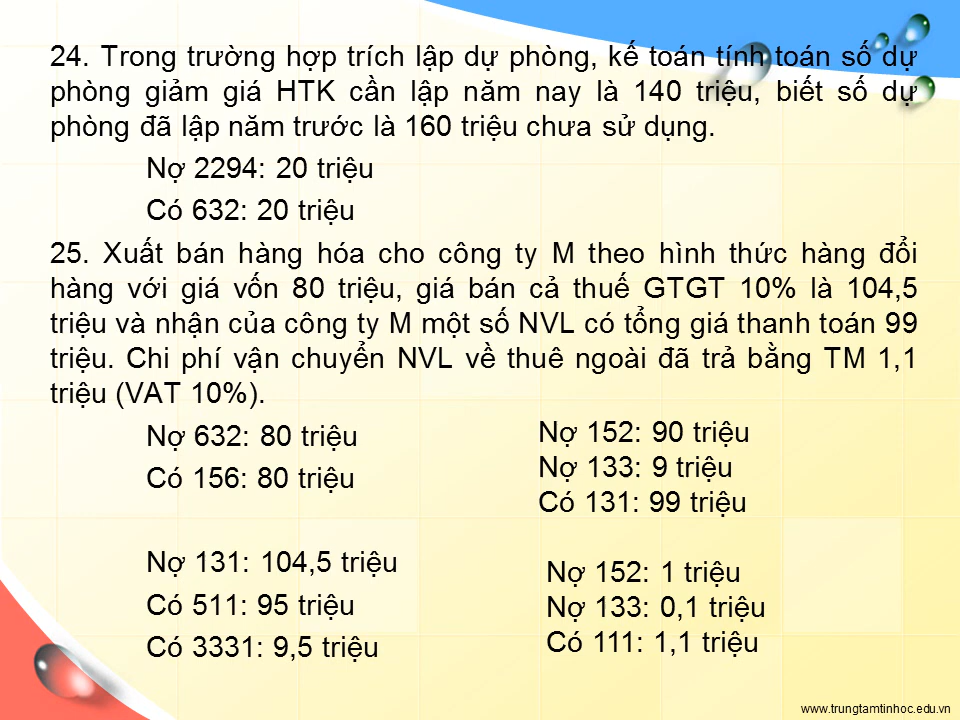 24. Trong trường hợp trích lập dự phòng, kế toán tính toán số dự
phòng giảm giá HTK cần lập năm nay là 140 triệu, biết số dự
phòng đã lập năm trước là 160 triệu chưa sử dụng.
Nợ 2294: 20 triệu
Có 632: 20 triệu
25. Xuất bán hàng hóa cho công ty M theo hình thức hàng đổi
hàng với giá vốn 80 triệu, giá bán cả thuế GTGT 10% là 104,5
triệu và nhận của công ty M một số NVL có tổng giá thanh toán 99
triệu. Chi phí vận chuyển NVL về thuê ngoài đã trả bằng TM 1,1
triệu (VAT 10%).
Nợ 632: 80 triệu
Có 156: 80 triệu
Nợ 131: 104,5 triệu
Có 511: 95 triệu
Có 3331: 9,5 triệu
Nợ 152: 90 triệu
Nợ 133: 9 triệu
Có 131: 99 triệu
Nợ 152: 1 triệu
Nợ 133: 0,1 triệu
Có 111: 1,1 triệu
www.trungtamtinhoc.edu.vn